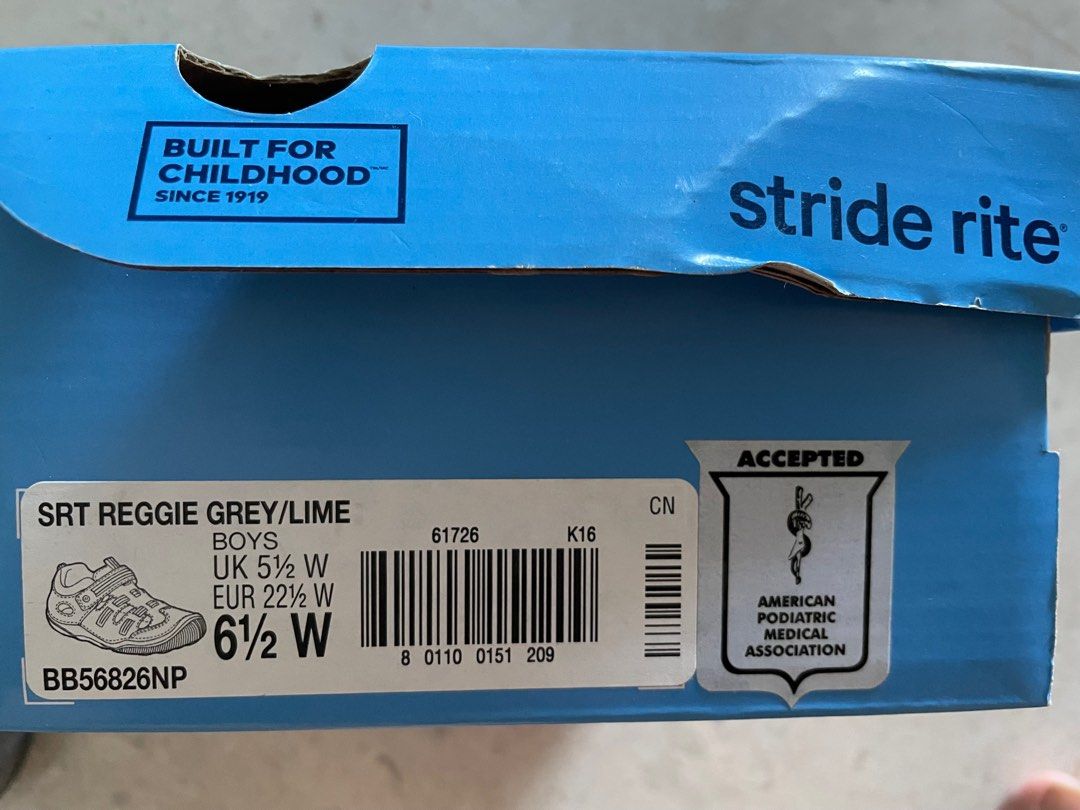 BUILT FOR
CHILDHOOD™/MC
SINCE 1919
stride rite®
SRT REGGIE GREY/LIME
CN
BOYS
UK 5½ W
EUR 22½ W
6½ W
61726 K16
8 0110 0151 209
BB56826NP
ACCEPTED
AMERICAN
PODIATRIC
MEDICAL
ASSOCIATION